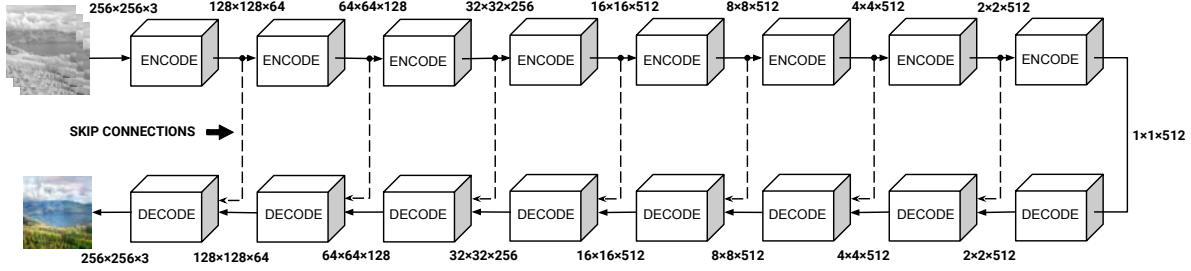 256×256×3 128×128×64 64×64×128 32×32×256 16×16×512 8×8×512 4×4×512 2×2×512
ENCODE ENCODE ENCODE ENCODE ENCODE ENCODE ENCODE ENCODE
SKIP CONNECTIONS 1×1×512
DECODE DECODE DECODE DECODE DECODE DECODE DECODE DECODE
256×256×3 128×128×64 64×64×128 32×32×256 16×16×512 8×8×512 4×4×512 2×2×512